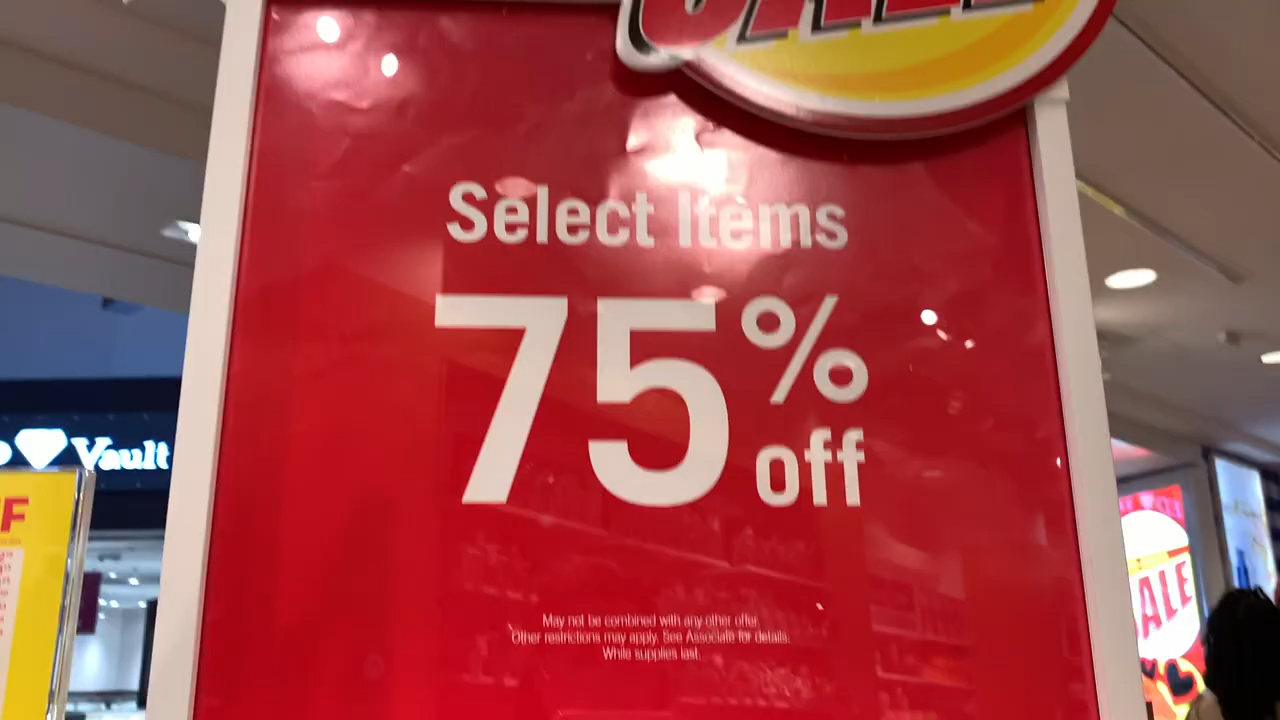 SALE
Select Items
75%
off
May not be combined with any other offer.
Other restrictions may apply. See Associate for details.
While supplies last.
Vault
F
ALE